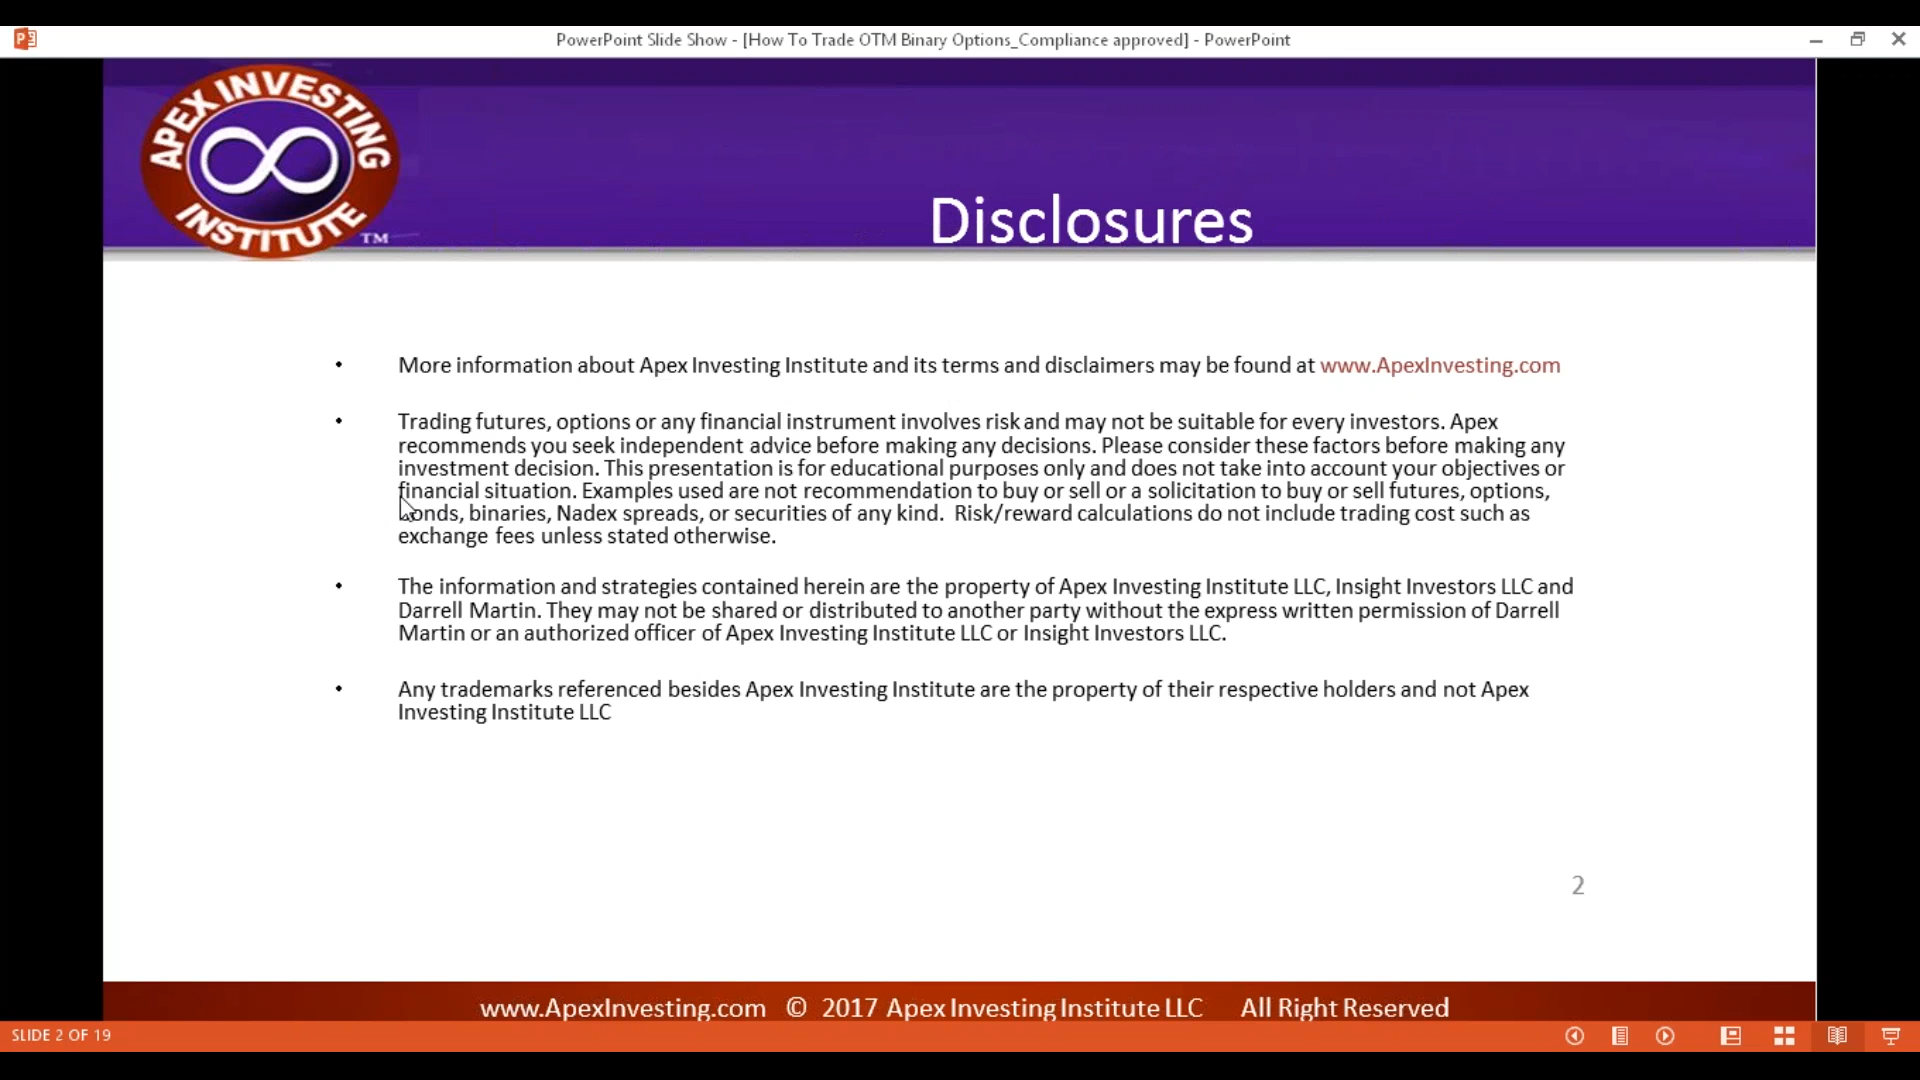 PowerPoint Slide Show - [How To Trade OTM Binary Options_Compliance approved] - PowerPoint
APEX INVESTING
INSTITUTE
TM
Disclosures
• More information about Apex Investing Institute and its terms and disclaimers may be found at www.ApexInvesting.com
• Trading futures, options or any financial instrument involves risk and may not be suitable for every investors. Apex
recommends you seek independent advice before making any decisions. Please consider these factors before making any
investment decision. This presentation is for educational purposes only and does not take into account your objectives or
financial situation. Examples used are not recommendation to buy or sell or a solicitation to buy or sell futures, options,
bonds, binaries, Nadex spreads, or securities of any kind.  Risk/reward calculations do not include trading cost such as
exchange fees unless stated otherwise.
• The information and strategies contained herein are the property of Apex Investing Institute LLC, Insight Investors LLC and
Darrell Martin. They may not be shared or distributed to another party without the express written permission of Darrell
Martin or an authorized officer of Apex Investing Institute LLC or Insight Investors LLC.
• Any trademarks referenced besides Apex Investing Institute are the property of their respective holders and not Apex
Investing Institute LLC
2
www.ApexInvesting.com © 2017 Apex Investing Institute LLC All Right Reserved
SLIDE 2 OF 19